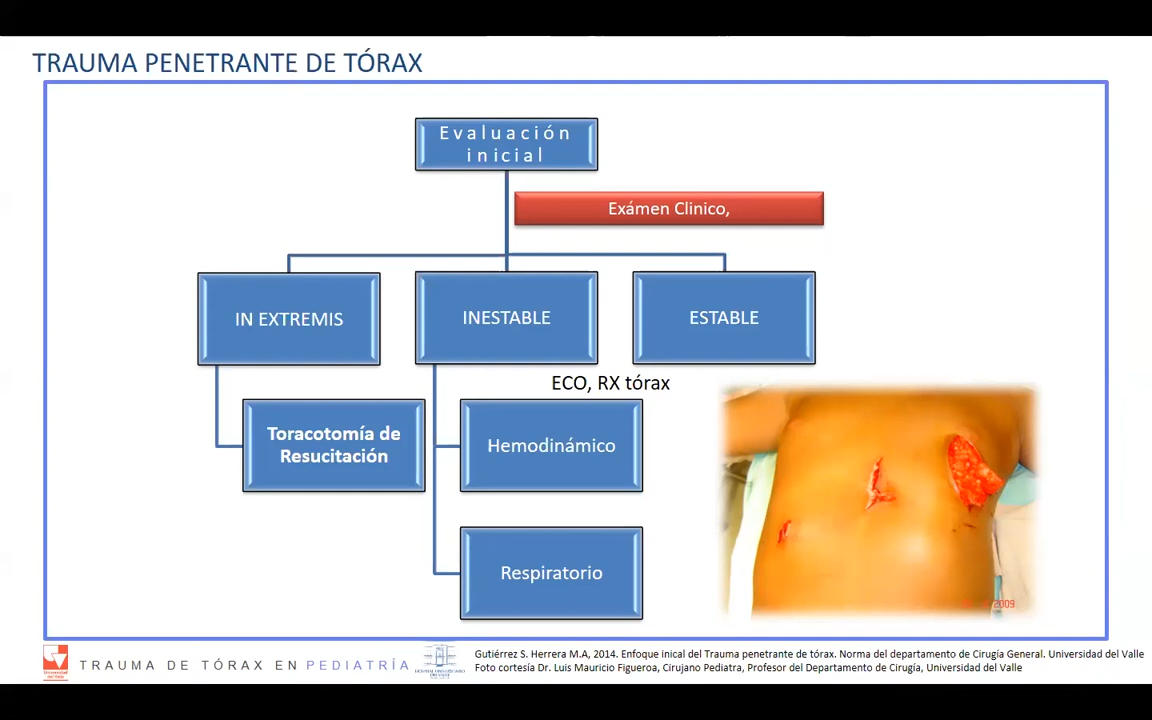 TRAUMA PENETRANTE DE TÓRAX
Evaluación
inicial
Exámen Clinico,
IN EXTREMIS
INESTABLE
ESTABLE
ECO, RX tórax
Toracotomía de
Resucitación
Hemodinámico
Respiratorio
2009
TRAUMA DE TÓRAX EN PEDIATRÍA
Gutiérrez S. Herrera M.A, 2014. Enfoque inical del Trauma penetrante de tórax. Norma del departamento de Cirugía General. Universidad del Valle
Foto cortesía Dr. Luis Mauricio Figueroa, Cirujano Pediatra, Profesor del Departamento de Cirugía, Universidad del Valle